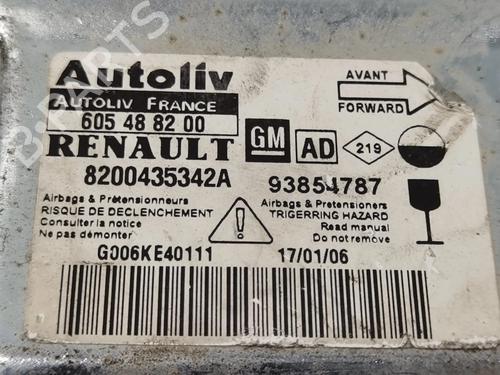 Autoliv
AUTOLIV FRANCE
605 48 82 00
RENAULT
8200435342A
AVANT
FORWARD
GM
AD
219
93854787
Airbags & Prétensionneurs
RISQUE DE DECLENCHEMENT
Consulter la notice
Ne pas démonter
Airbags & Pretensioners
TRIGERRING HAZARD
Read manual
Do not dismantle
G006KE40111
17/01/06
B-PARTS